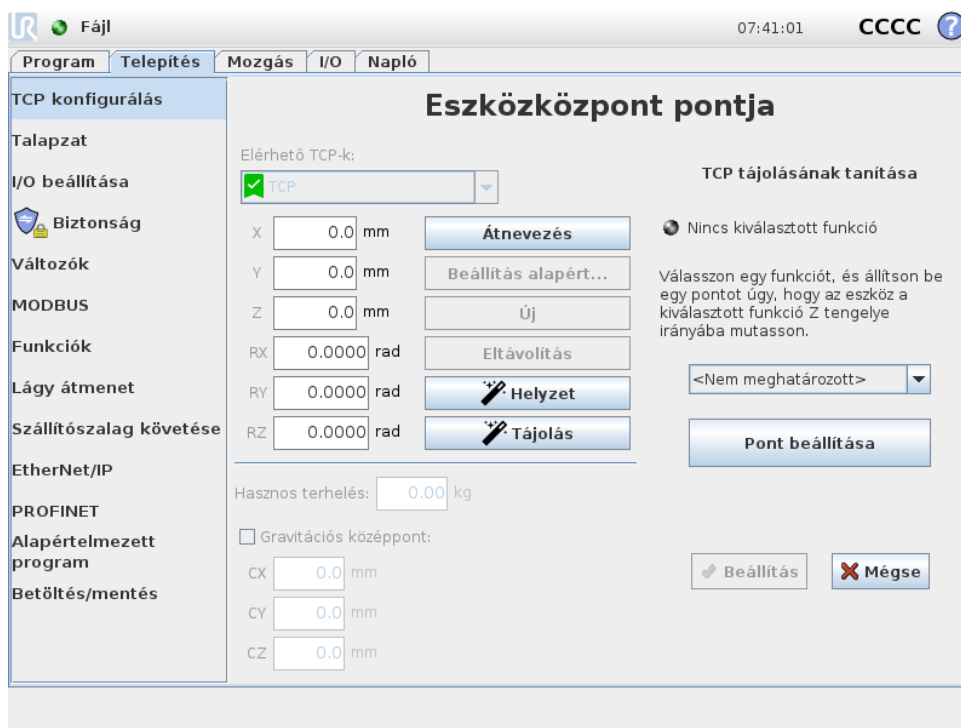 UR Fájl 07:41:01 CCCC ?
Program Telepítés Mozgás I/O Napló
TCP konfigurálás
Talapzat
I/O beállítása
Biztonság
Változók
MODBUS
Funkciók
Lágy átmenet
Szállítószalag követése
EtherNet/IP
PROFINET
Alapértelmezett
program
Betöltés/mentés
Eszközközpont pontja
Elérhető TCP-k:
TCP
X 0.0 mm Átnevezés
Y 0.0 mm Beállítás alapért...
Z 0.0 mm Új
RX 0.0000 rad Eltávolítás
RY 0.0000 rad Helyzet
RZ 0.0000 rad Tájolás
Hasznos terhelés: 0.00 kg
Gravitációs középpont:
CX 0.0 mm
CY 0.0 mm
CZ 0.0 mm
TCP tájolásának tanítása
Nincs kiválasztott funkció
Válasszon egy funkciót, és állítson be
egy pontot úgy, hogy az eszköz a
kiválasztott funkció Z tengelye
irányába mutasson.
<Nem meghatározott>
Pont beállítása
Beállítás Mégse